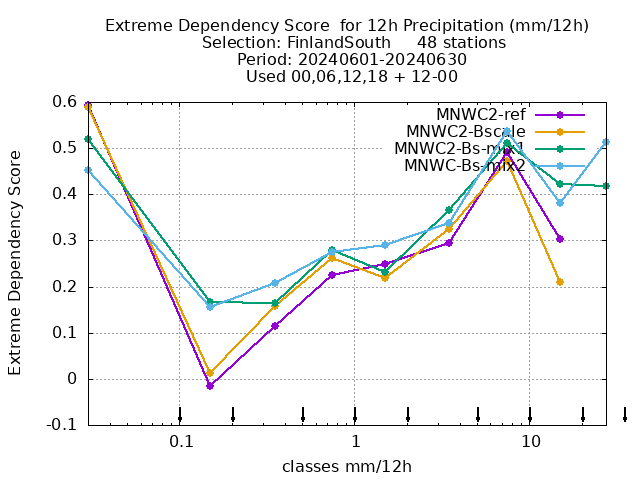 Extreme Dependency Score  for 12h Precipitation (mm/12h)
Selection: FinlandSouth     48 stations
Period: 20240601-20240630
Used 00,06,12,18 + 12-00
MNWC2-ref
MNWC2-Bscale
MNWC2-Bs-mix1
MNWC-Bs-mix2
Extreme Dependency Score
0.6
0.5
0.4
0.3
0.2
0.1
0
-0.1
0.1
1
10
classes mm/12h